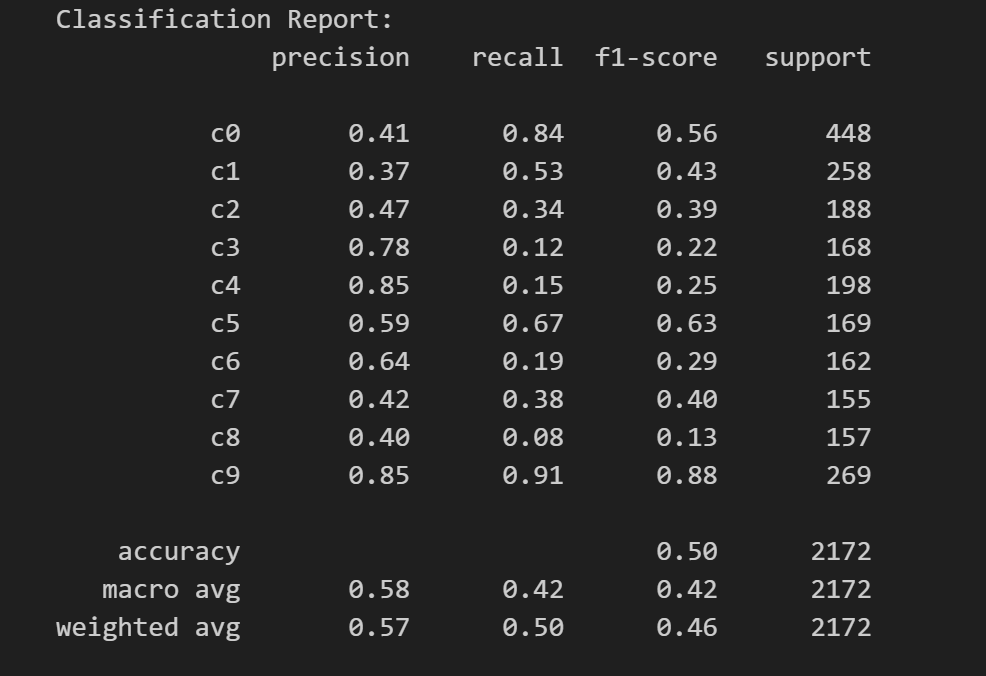 Classification Report:
precision recall f1-score support
c0 0.41 0.84 0.56 448
c1 0.37 0.53 0.43 258
c2 0.47 0.34 0.39 188
c3 0.78 0.12 0.22 168
c4 0.85 0.15 0.25 198
c5 0.59 0.67 0.63 169
c6 0.64 0.19 0.29 162
c7 0.42 0.38 0.40 155
c8 0.40 0.08 0.13 157
c9 0.85 0.91 0.88 269
accuracy 0.50 2172
macro avg 0.58 0.42 0.42 2172
weighted avg 0.57 0.50 0.46 2172